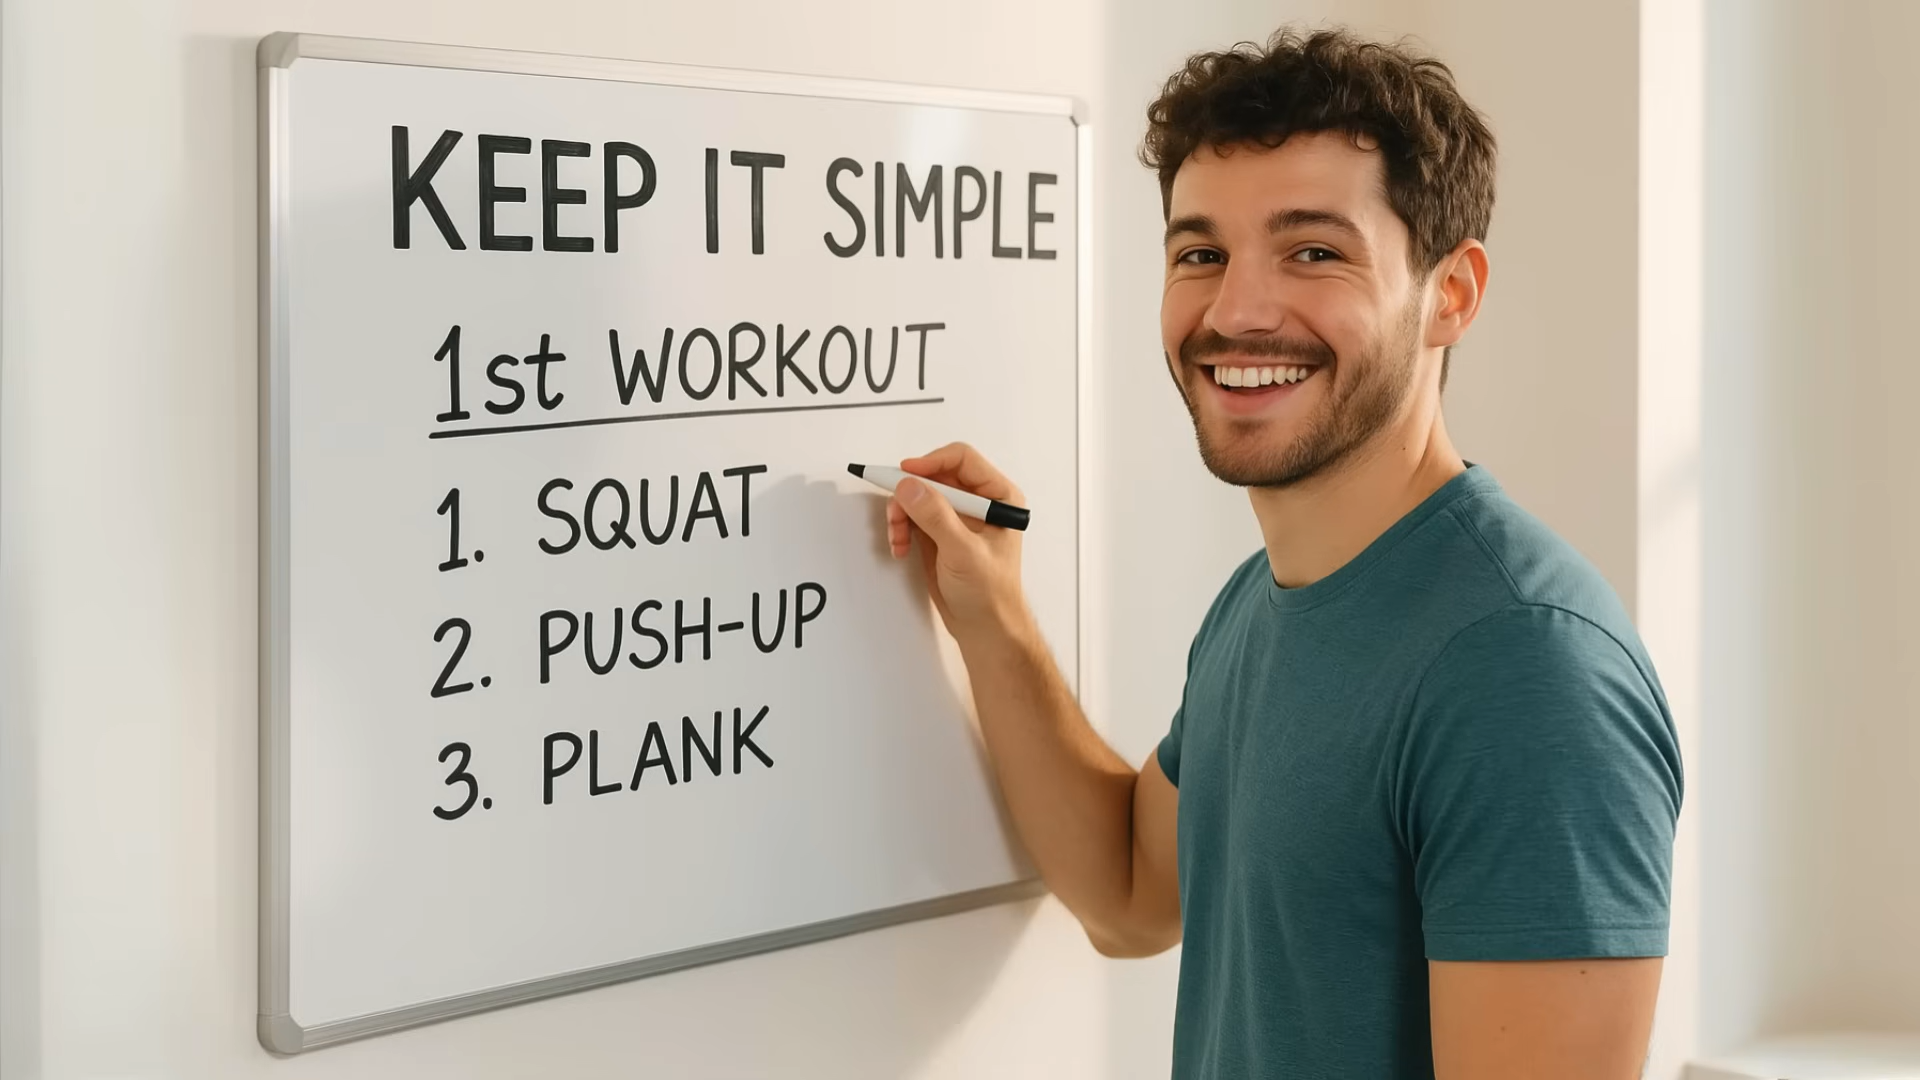 KEEP IT SIMPLE
1st WORKOUT
1. SQUAT
2. PUSH-UP
3. PLANK